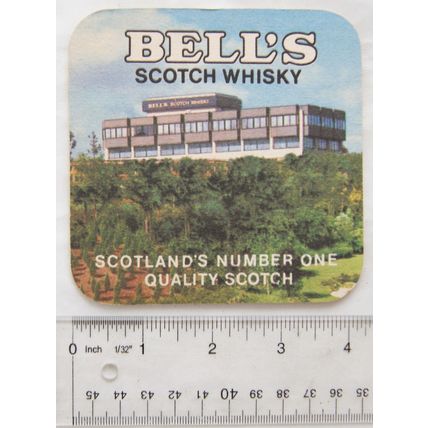 BELL'S
SCOTCH WHISKY
BELL'S SCOTCH WHISKY
SCOTLAND'S NUMBER ONE
QUALITY SCOTCH
0 Inch 1/32" 1 2 3 4
45 44 43 42 41 40 39 38 37 36 35